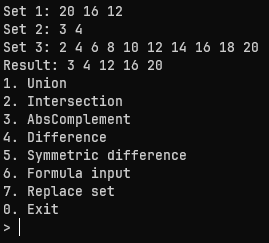 Set 1: 20 16 12
Set 2: 3 4
Set 3: 2 4 6 8 10 12 14 16 18 20
Result: 3 4 12 16 20
1. Union
2. Intersection
3. AbsComplement
4. Difference
5. Symmetric difference
6. Formula input
7. Replace set
0. Exit
>